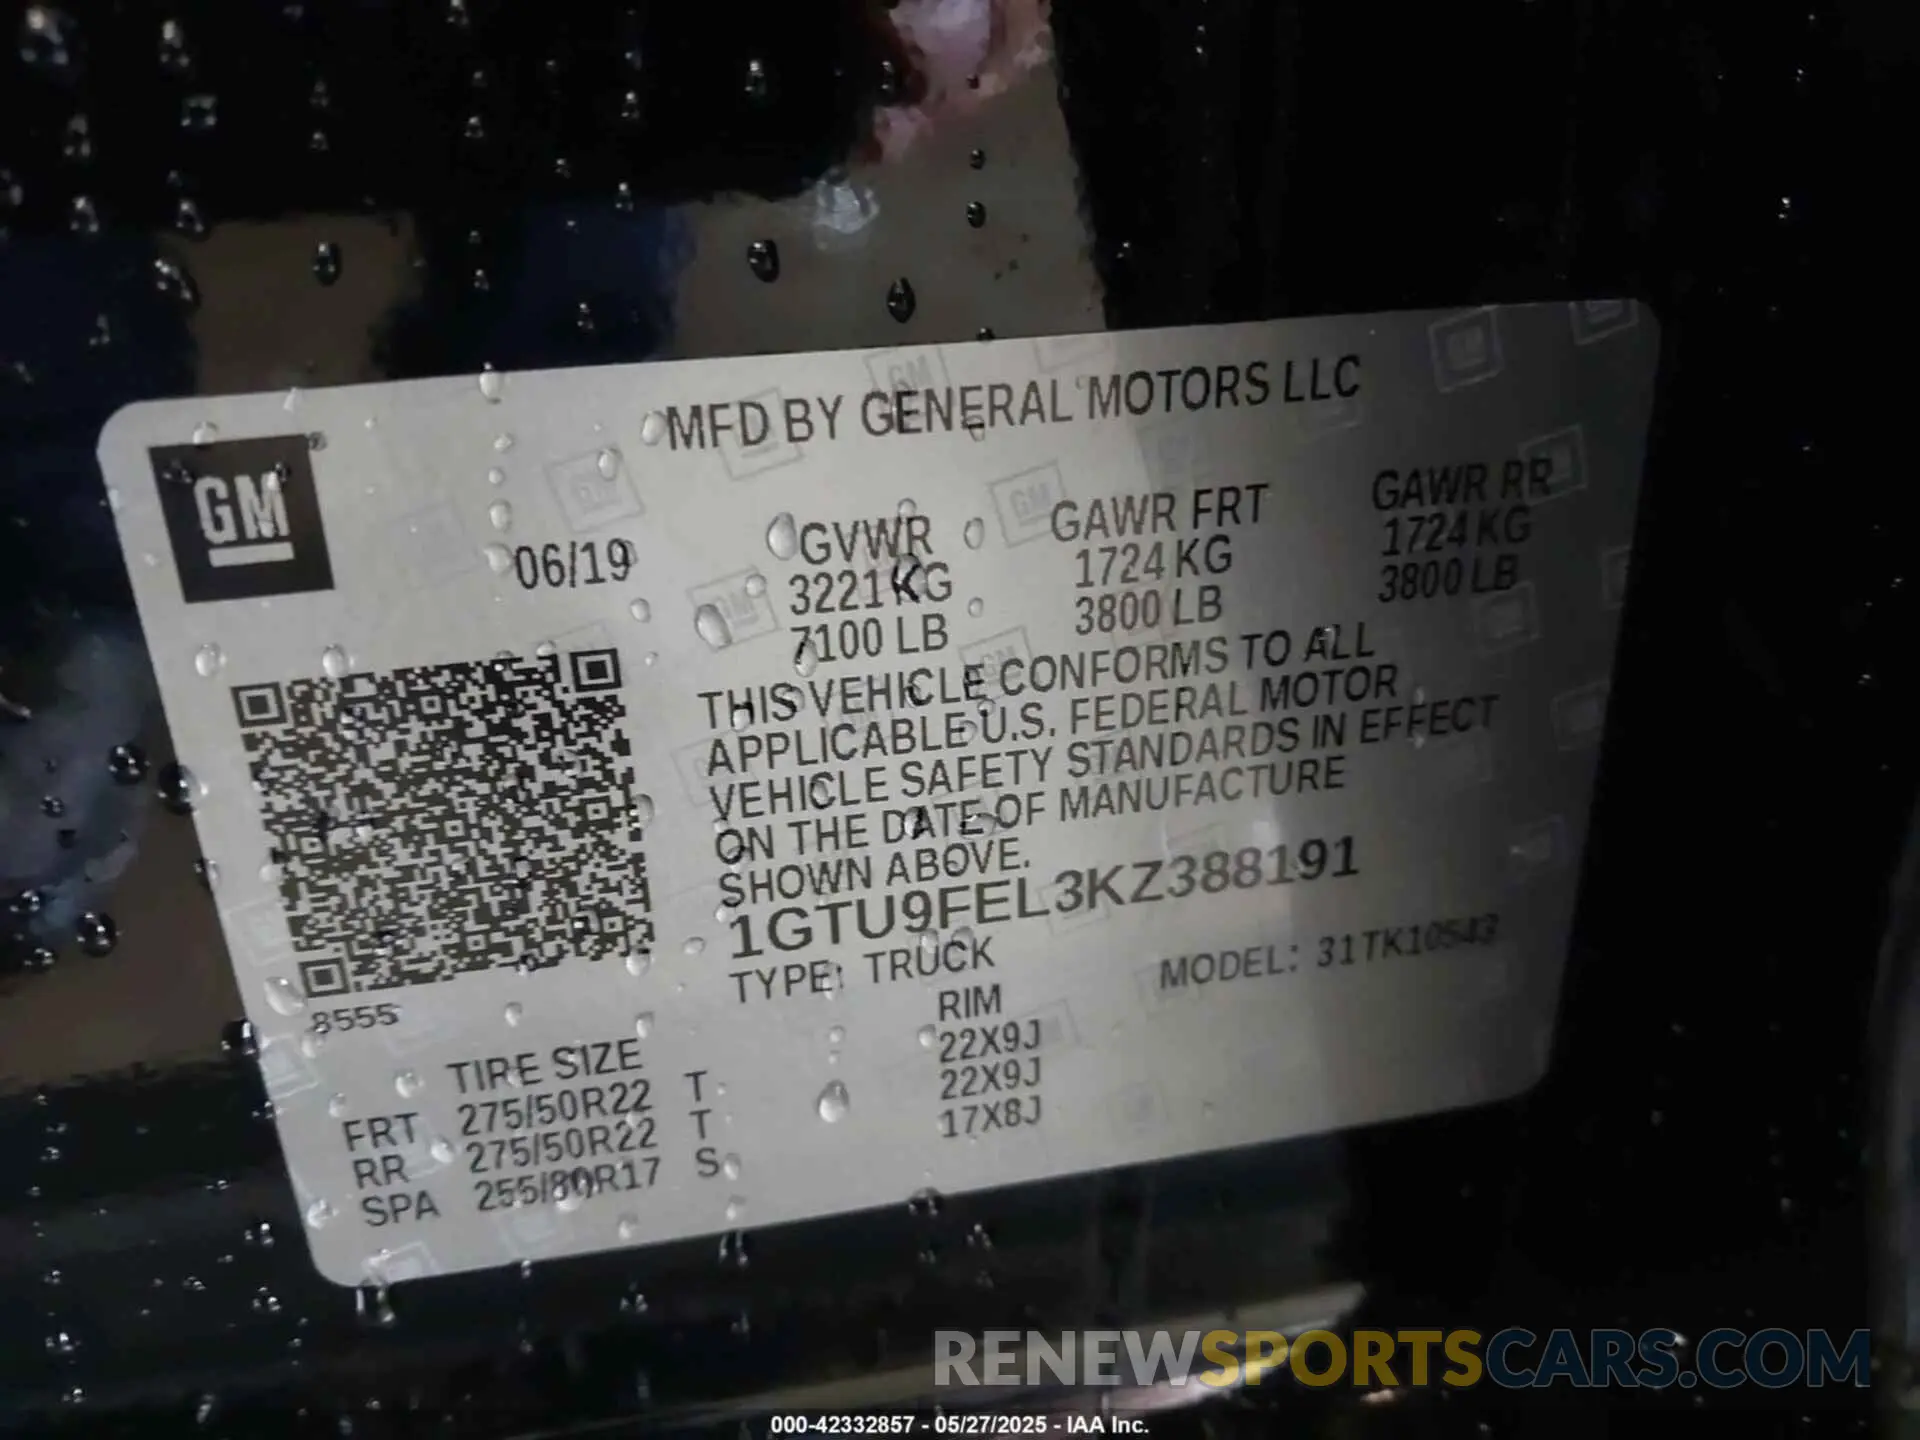 MFD BY GENERAL MOTORS LLC
GM
06/19
GVWR GAWR FRT GAWR RR
3221 KG 1724 KG 1724 KG
7100 LB 3800 LB 3800 LB
THIS VEHICLE CONFORMS TO ALL
APPLICABLE U.S. FEDERAL MOTOR
VEHICLE SAFETY STANDARDS IN EFFECT
ON THE DATE OF MANUFACTURE
SHOWN ABOVE.
1GTU9FEL3KZ388191
TYPE: TRUCK MODEL: 31TK10543
8555
TIRE SIZE RIM
FRT 275/50R22 T 22X9J
RR 275/50R22 T 22X9J
SPA 255/80R17 S 17X8J
RENEWSPORTSCARS.COM
000-42332857 - 05/27/2025 - IAA Inc.